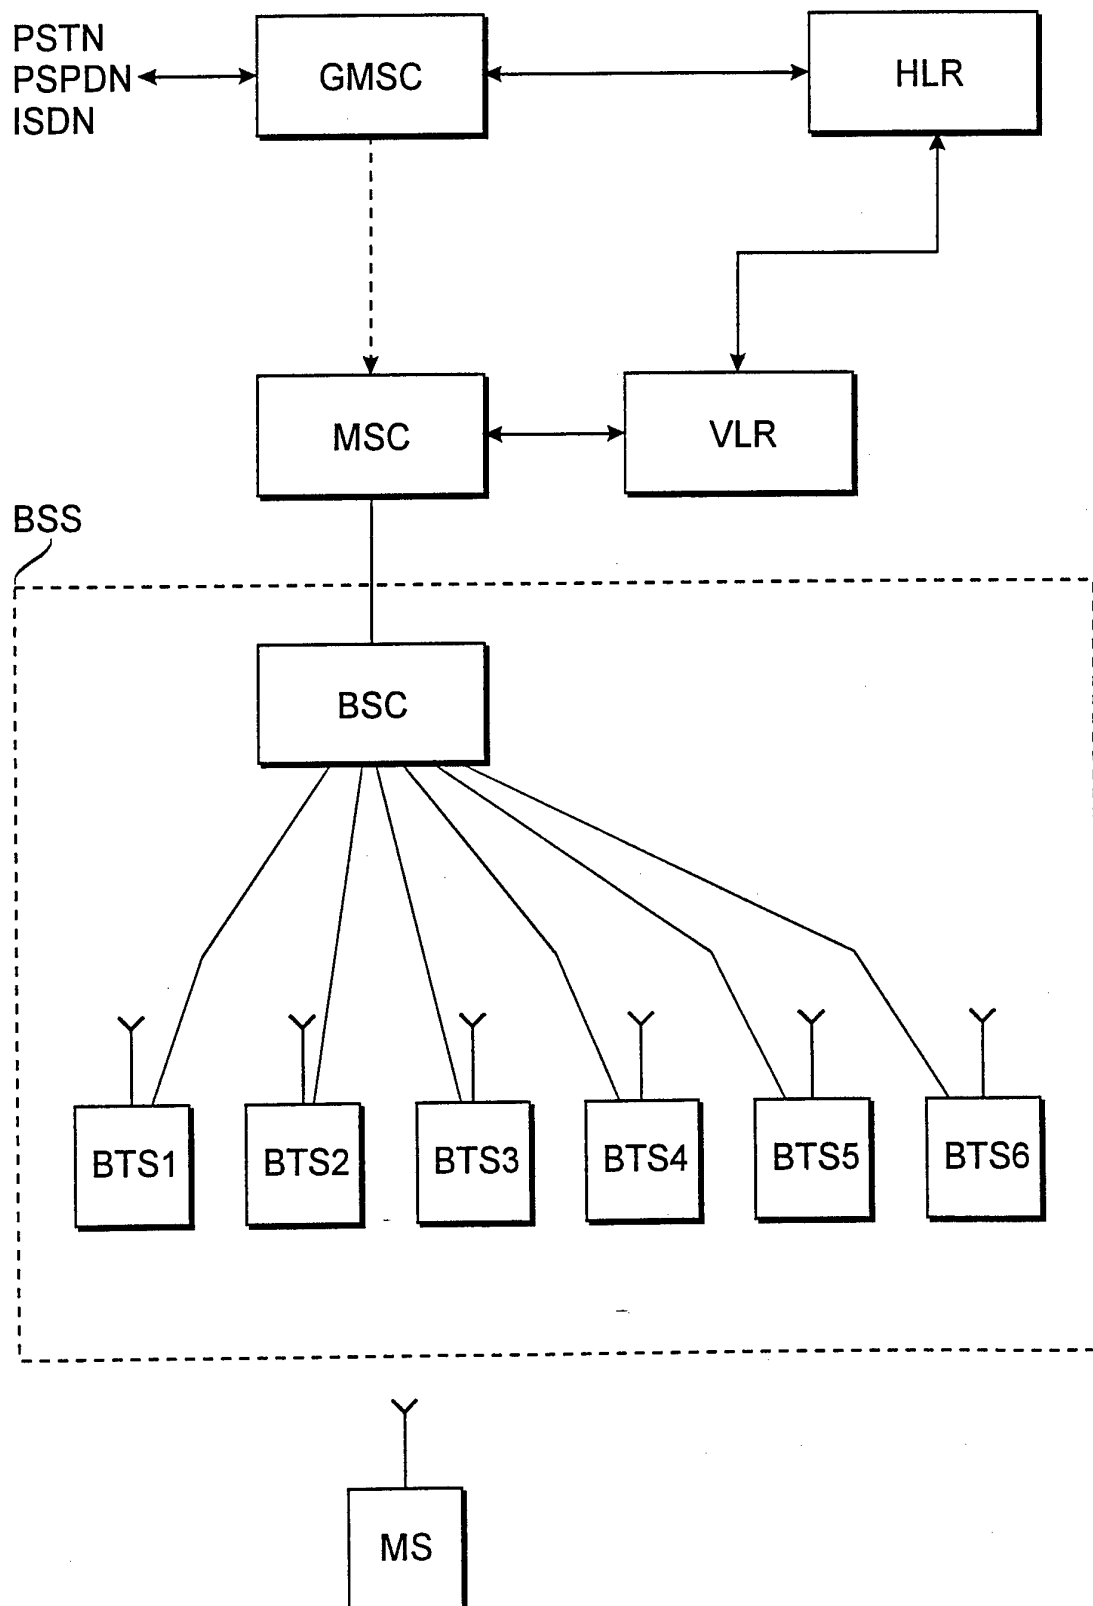 PSTN
PSPDN
ISDN
GMSC
HLR
MSC
VLR
BSS
BSC
BTS1
BTS2
BTS3
BTS4
BTS5
BTS6
MS